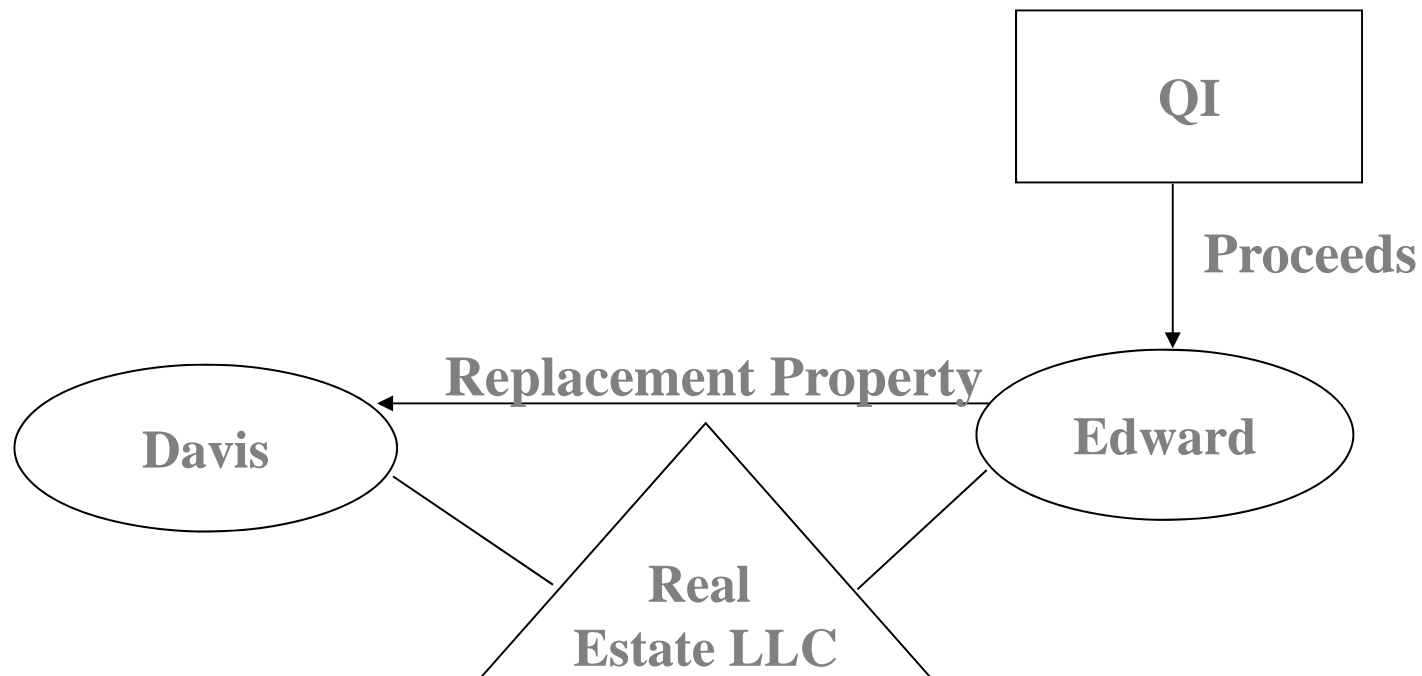 QI
Proceeds
Replacement Property
Davis
Edward
Real
Estate LLC